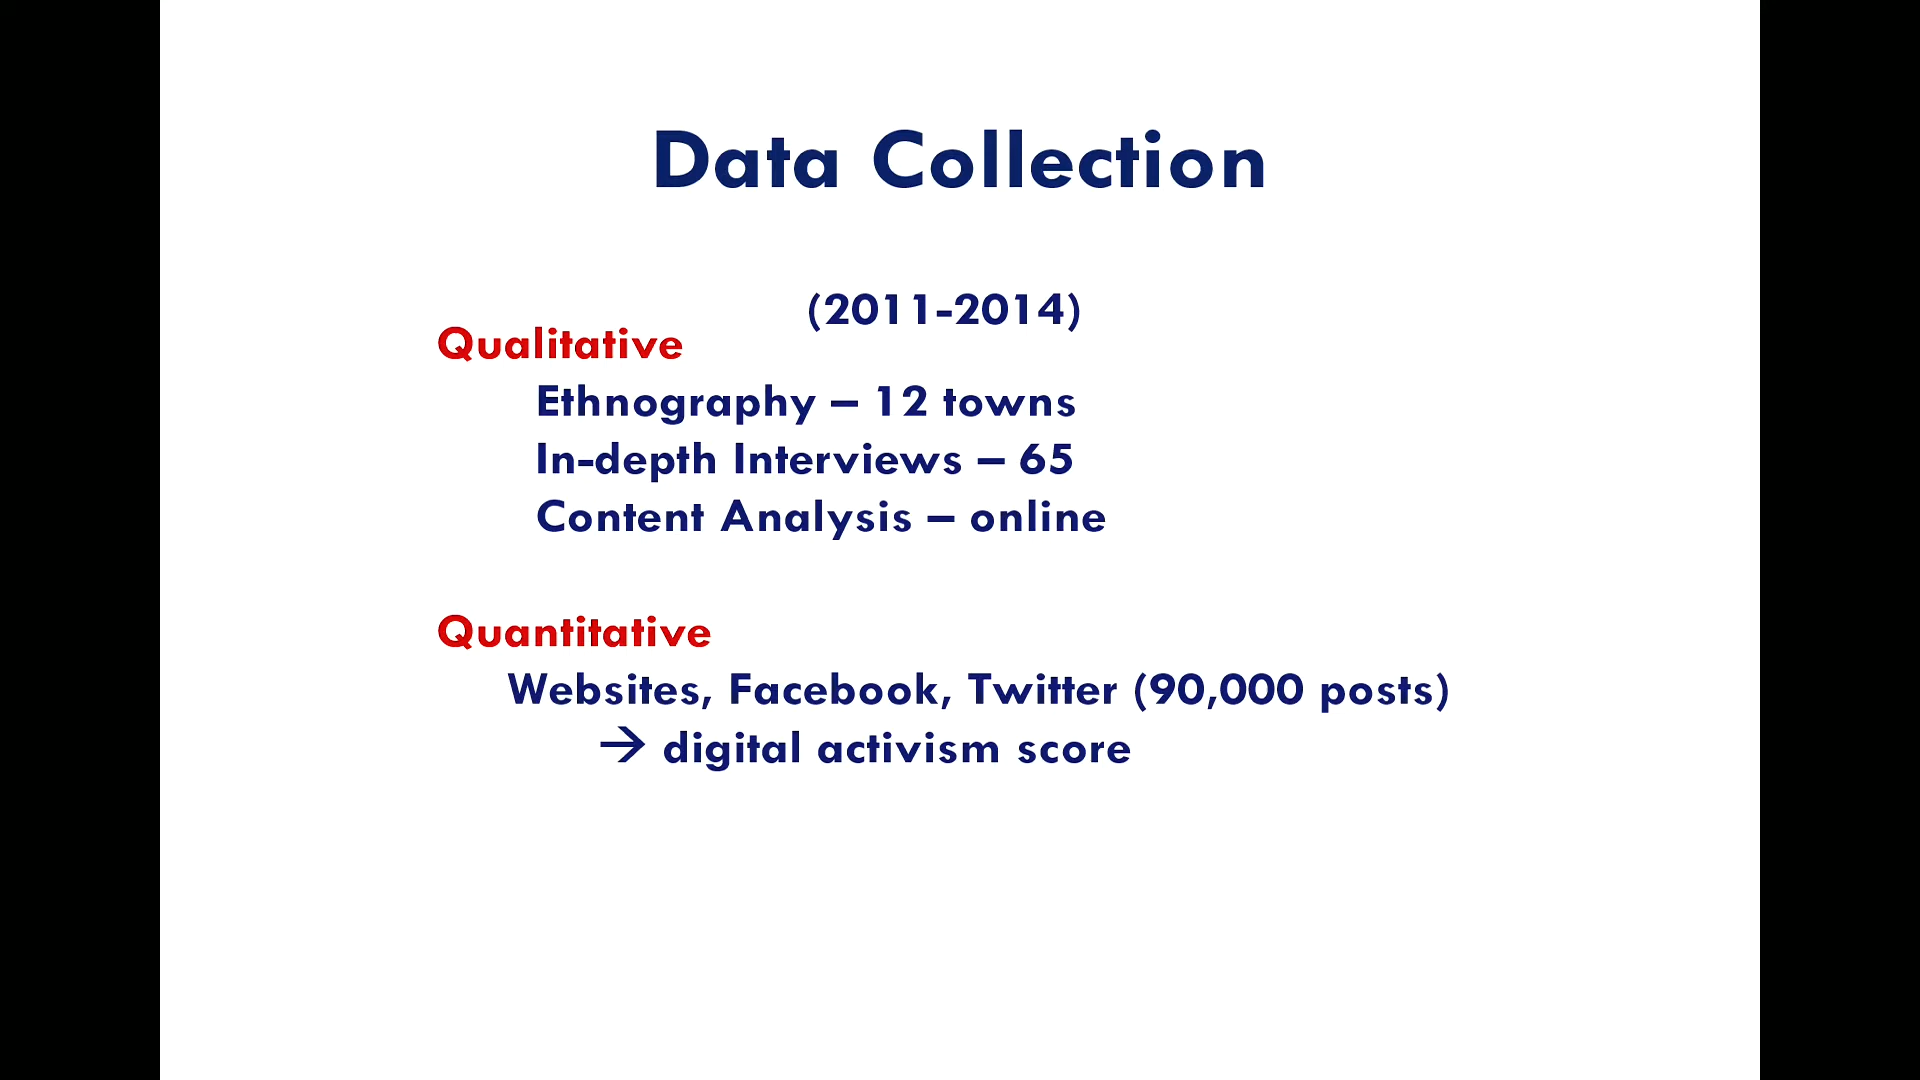 Data Collection
(2011-2014)
Qualitative
Ethnography – 12 towns
In-depth Interviews – 65
Content Analysis – online
Quantitative
Websites, Facebook, Twitter (90,000 posts)
→ digital activism score